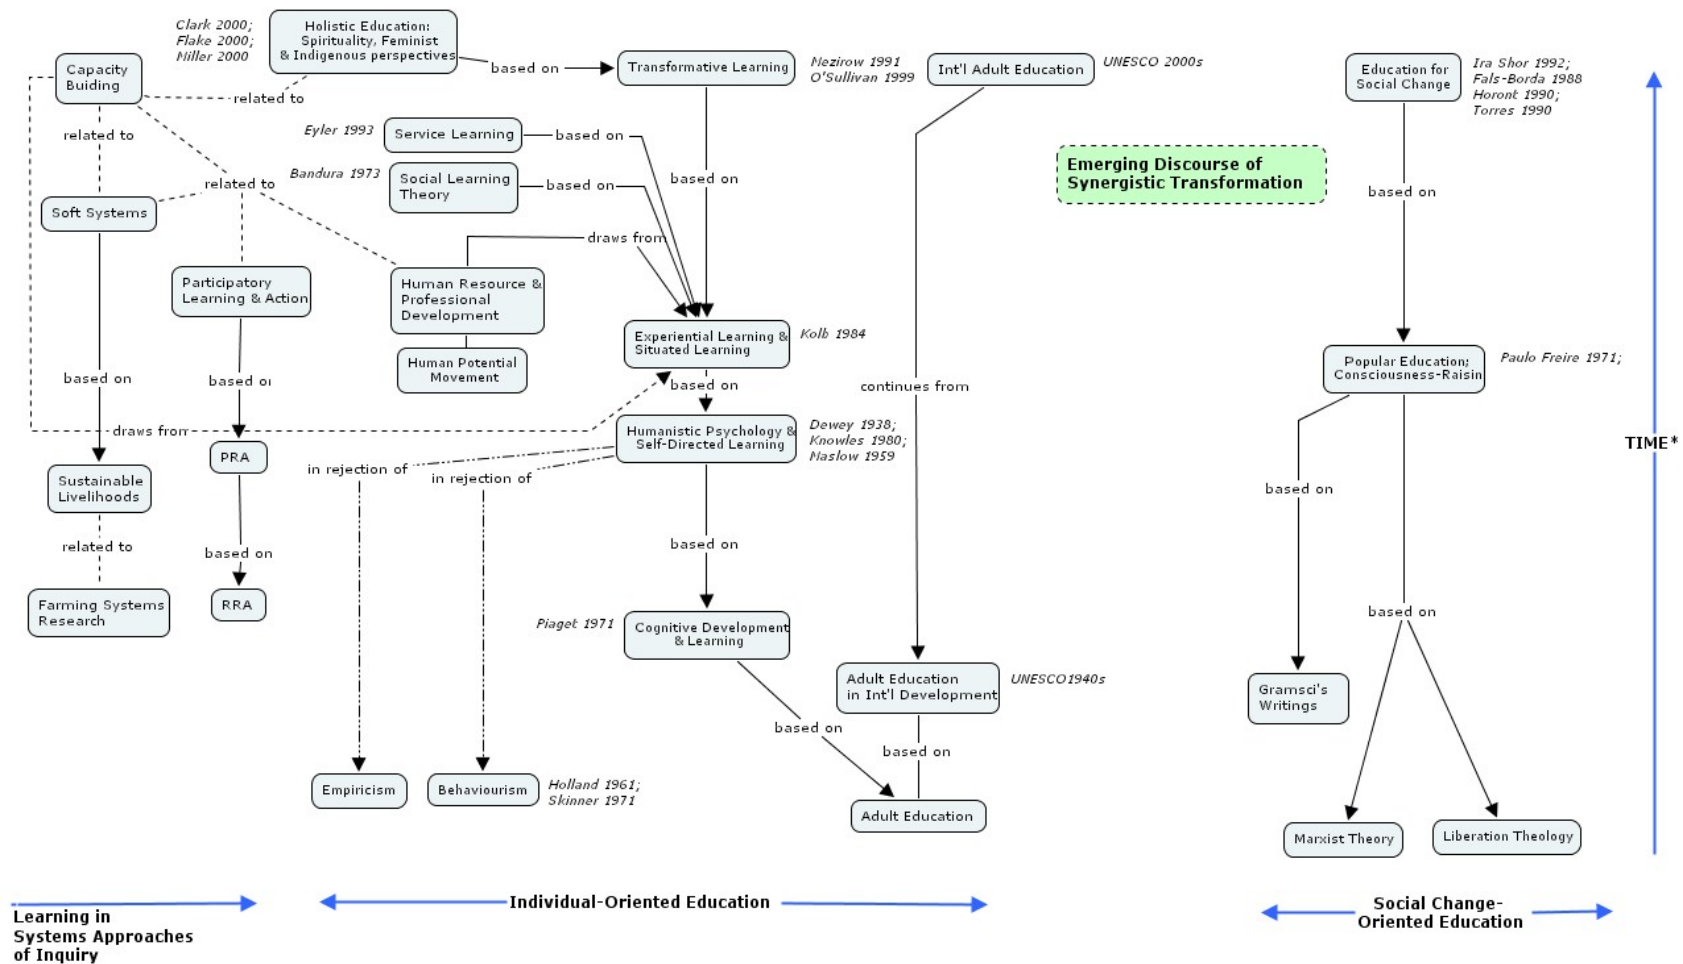 Clark 2000;
Flake 2000;
Miller 2000
Holistic Education:
Spirituality, Feminist
& Indigenous perspectives
based on
Transformative Learning
Mezirow 1991
O'Sullivan 1999
Int'l Adult Education
UNESCO 2000s
Education for
Social Change
Ira Shor 1992;
Fals-Borda 1988
Horont 1990;
Torres 1990
Capacity
Buiding
related to
related to
Eyler 1993
Service Learning
based on
Bandura 1973
Social Learning
Theory
based on
based on
Emerging Discourse of
Synergistic Transformation
based on
related to
Soft Systems
draws from
Participatory
Learning & Action
Human Resource &
Professional
Development
Human Potential
Movement
Experiential Learning &
Situated Learning
Kolb 1984
Popular Education;
Consciousness-Raisin
Paulo Freire 1971;
based on
based or
based on
continues from
draws from
Humanistic Psychology &
Self-Directed Learning
Dewey 1938;
Knowles 1980;
Maslow 1959
TIME*
PRA
in rejection of
in rejection of
Sustainable
Livelihoods
based on
related to
based on
based on
Farming Systems
Research
RRA
Piaget 1971
Cognitive Development
& Learning
based on
Adult Education
in Int'l Development
UNESCO1940s
Gramsci's
Writings
based on
based on
Empiricism
Behaviourism
Holland 1961;
Skinner 1971
Adult Education
Marxist Theory
Liberation Theology
Learning in
Systems Approaches
of Inquiry
Individual-Oriented Education
Social Change-
Oriented Education